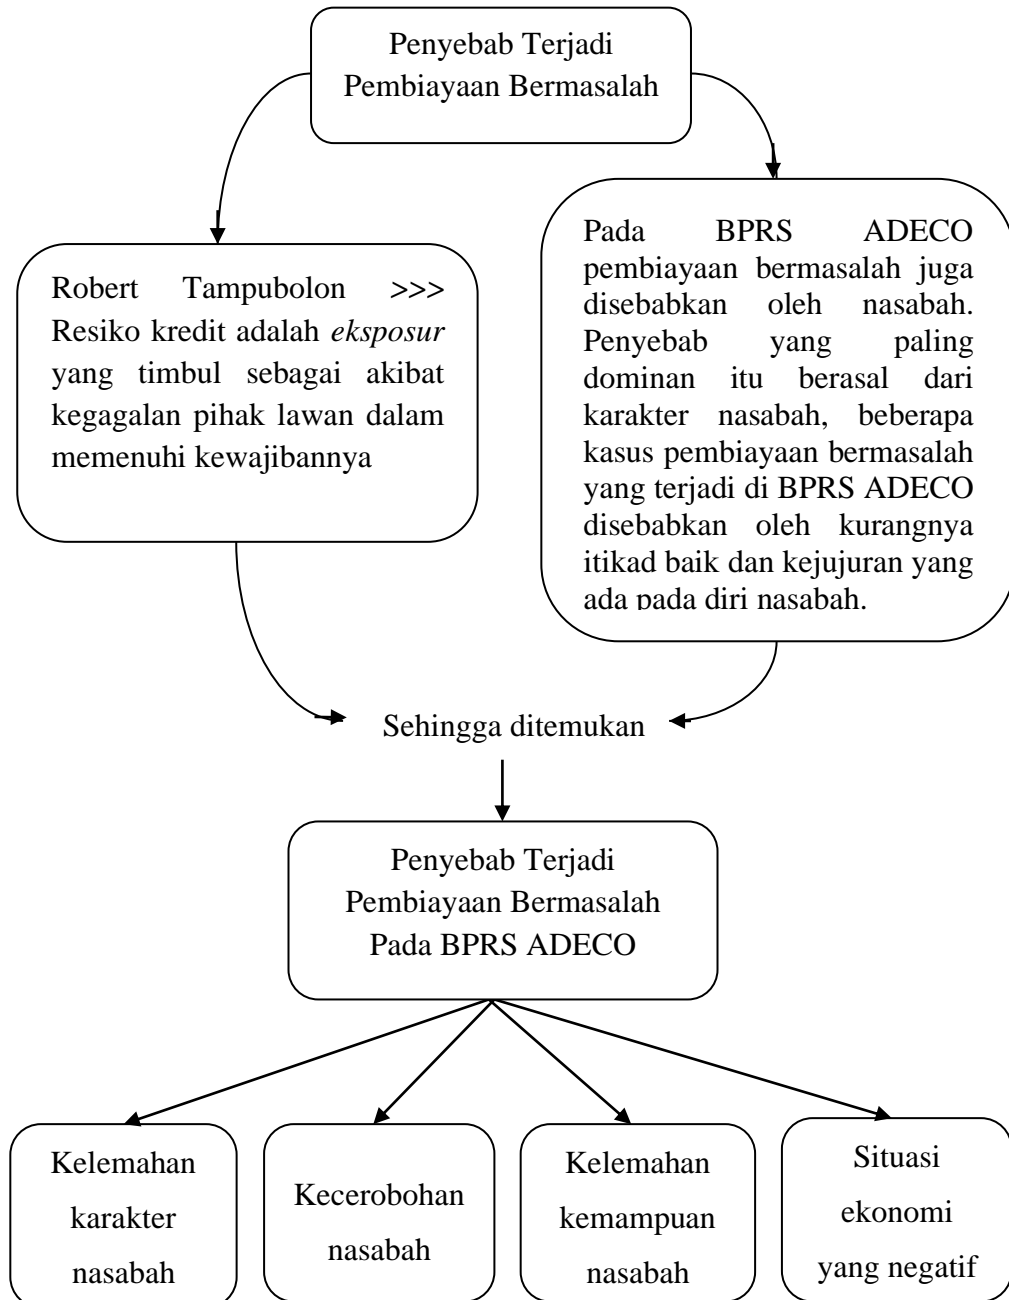 Penyebab Terjadi
Pembiayaan Bermasalah
Robert Tampubolon >>>
Resiko kredit adalah eksposur
yang timbul sebagai akibat
kegagalan pihak lawan dalam
memenuhi kewajibannya
Pada BPRS ADECO
pembiayaan bermasalah juga
disebabkan oleh nasabah.
Penyebab yang paling
dominan itu berasal dari
karakter nasabah, beberapa
kasus pembiayaan bermasalah
yang terjadi di BPRS ADECO
disebabkan oleh kurangnya
itikad baik dan kejujuran yang
ada pada diri nasabah.
Sehingga ditemukan
Penyebab Terjadi
Pembiayaan Bermasalah
Pada BPRS ADECO
Kelemahan
karakter
nasabah
Kecerobohan
nasabah
Kelemahan
kemampuan
nasabah
Situasi
ekonomi
yang negatif